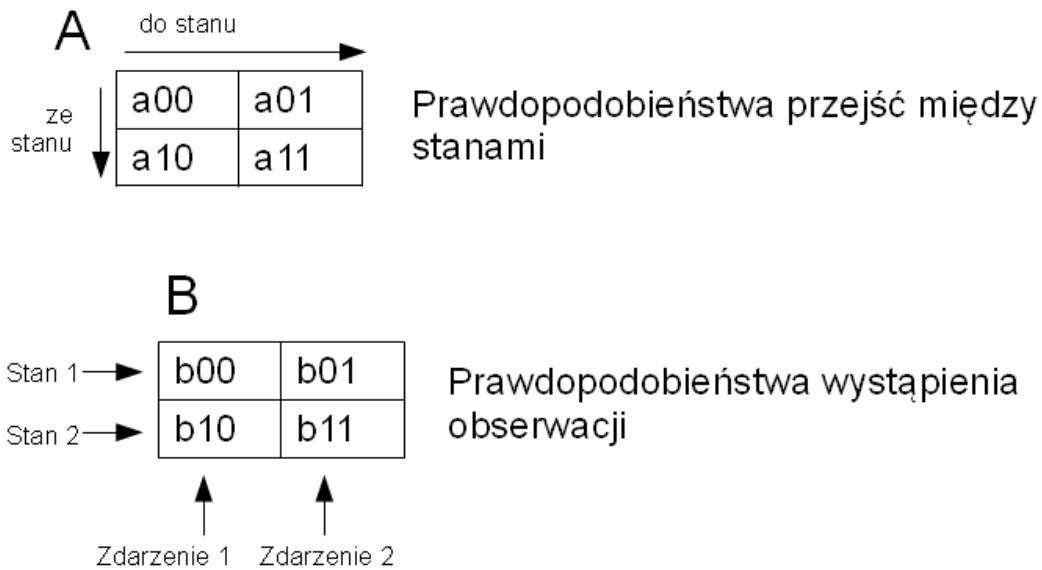 A
do stanu
ze
stanu
a00 a01
a10 a11
Prawdopodobieństwa przejść między
stanami
B
Stan 1
Stan 2
b00 b01
b10 b11
Prawdopodobieństwa wystąpienia
obserwacji
Zdarzenie 1 Zdarzenie 2